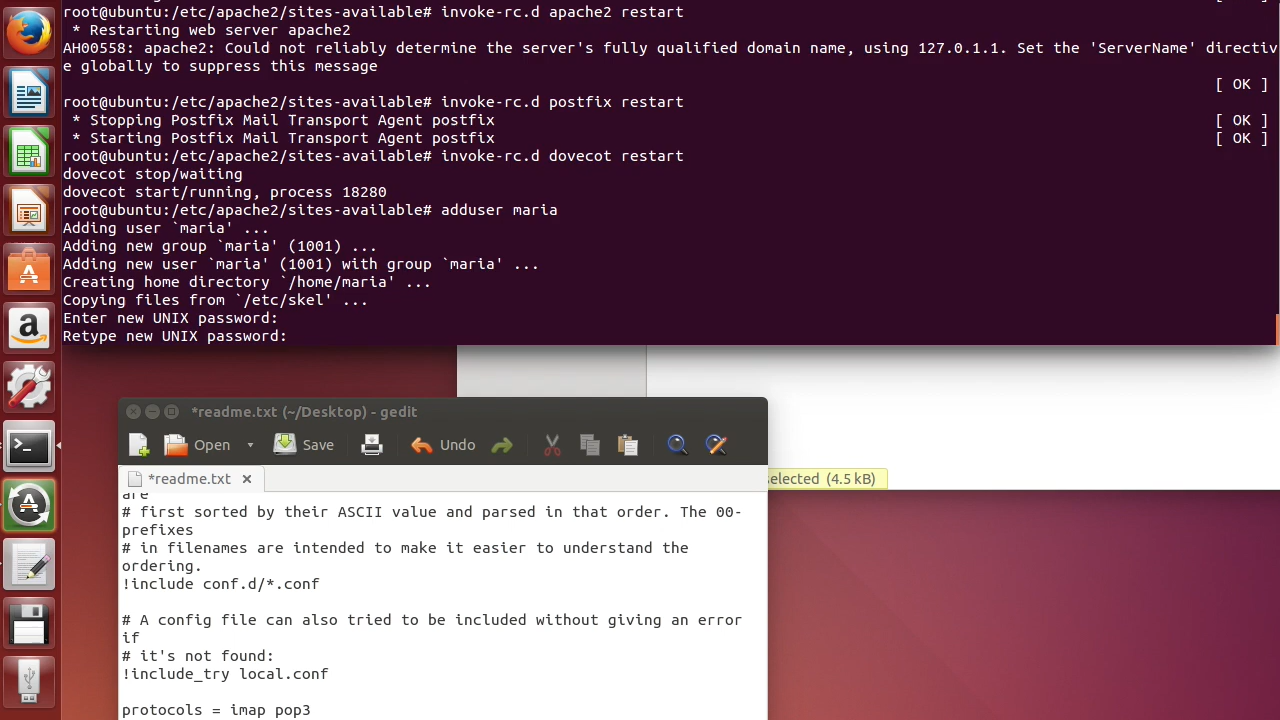 root@ubuntu:/etc/apache2/sites-available# invoke-rc.d apache2 restart
 * Restarting web server apache2
AH00558: apache2: Could not reliably determine the server's fully qualified domain name, using 127.0.1.1. Set the 'ServerName' directiv
e globally to suppress this message
[ OK ]
root@ubuntu:/etc/apache2/sites-available# invoke-rc.d postfix restart
 * Stopping Postfix Mail Transport Agent postfix [ OK ]
 * Starting Postfix Mail Transport Agent postfix [ OK ]
root@ubuntu:/etc/apache2/sites-available# invoke-rc.d dovecot restart
dovecot stop/waiting
dovecot start/running, process 18280
root@ubuntu:/etc/apache2/sites-available# adduser maria
Adding user `maria' ...
Adding new group `maria' (1001) ...
Adding new user `maria' (1001) with group `maria' ...
Creating home directory `/home/maria' ...
Copying files from `/etc/skel' ...
Enter new UNIX password:
Retype new UNIX password:
*readme.txt (~/Desktop) - gedit
Open Save Undo
*readme.txt
selected (4.5 kB)
are
# first sorted by their ASCII value and parsed in that order. The 00-
prefixes
# in filenames are intended to make it easier to understand the
ordering.
!include conf.d/*.conf
# A config file can also tried to be included without giving an error
if
# it's not found:
!include_try local.conf
protocols = imap pop3